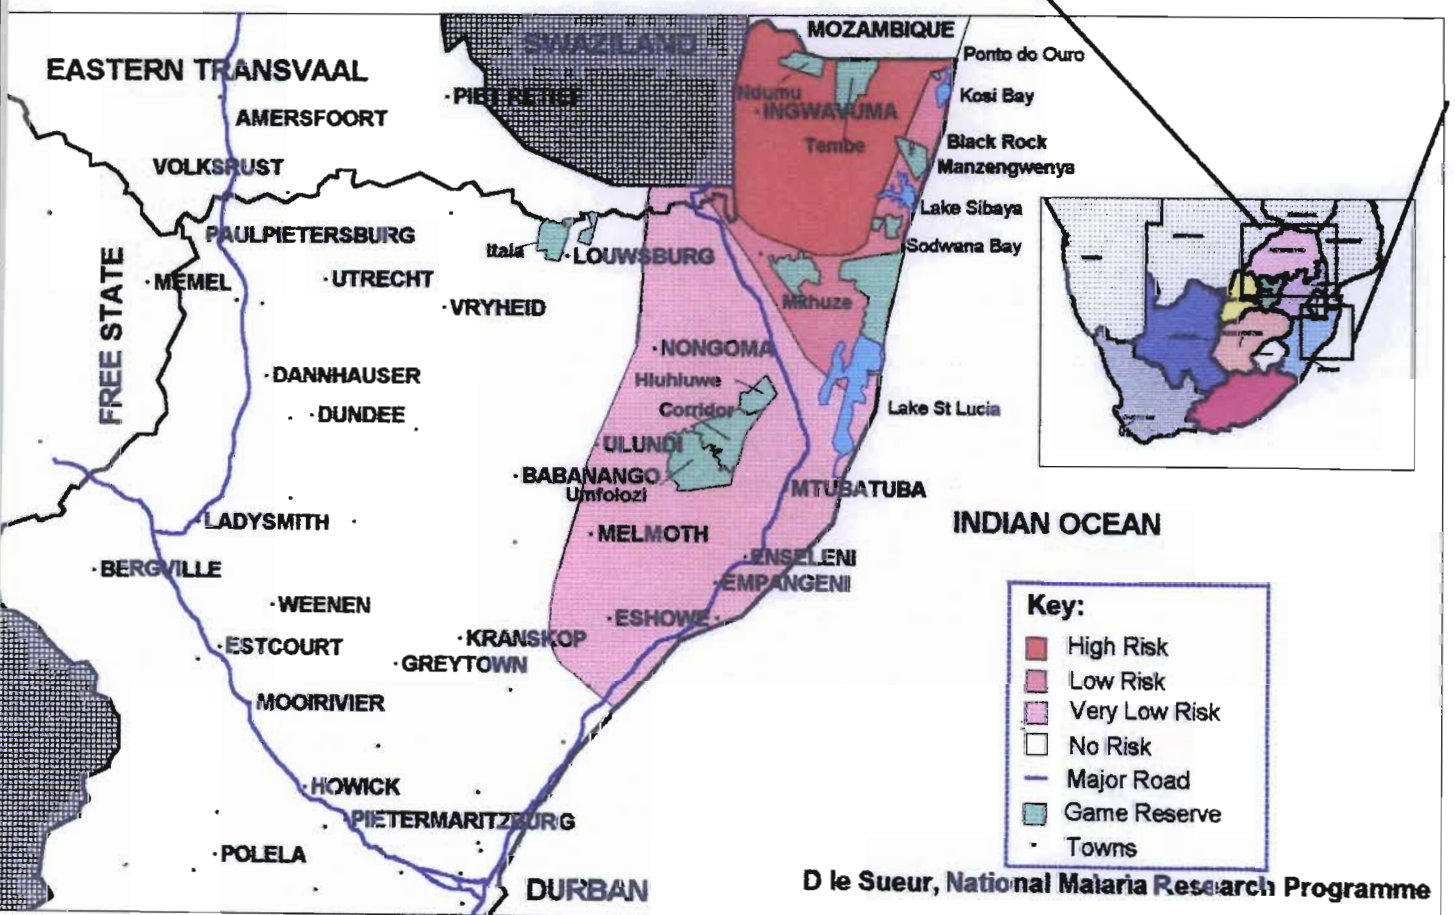 SWAZILAND
MOZAMBIQUE
Ponto do Ouro
EASTERN TRANSVAAL
PIET RETIEF
Ndumu
INGWAVUMA
Kosi Bay
AMERSFOORT
Tembe
Black Rock
Manzengwenya
VOLKSRUST
Lake Sibaya
PAULPIETERSBURG
Itala
LOUWSBURG
Sodwana Bay
FREE STATE
MEMEL
UTRECHT
VRYHEID
Mkhuze
NONGOMA
DANNHAUSER
Hluhluwe
DUNDEE
Corridor
Lake St Lucia
ULUNDI
BABANANGO
Umfolozi
MTUBATUBA
LADYSMITH
MELMOTH
INDIAN OCEAN
BERGVILLE
ENSELENI
EMPANGENI
WEENEN
ESHOWE
ESTCOURT
KRANSKOP
GREYTOWN
MOOIRIVIER
HOWICK
PIETERMARITZBURG
POLELA
DURBAN
Key:
High Risk
Low Risk
Very Low Risk
No Risk
Major Road
Game Reserve
Towns
D le Sueur, National Malaria Research Programme